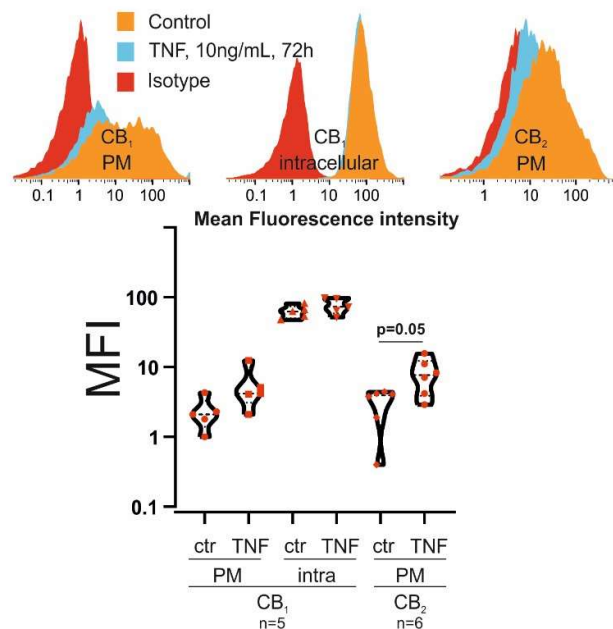 Control
TNF, 10ng/mL, 72h
Isotype
CB₁
PM
CB₁
intracellular
CB₂
PM
0.1 1 10 100
0.1 1 10 100
1 10 100
Mean Fluorescence intensity
MFI
100
10
1
0.1
p=0.05
ctr TNF ctr TNF ctr TNF
PM intra PM
CB₁ CB₂
n=5 n=6